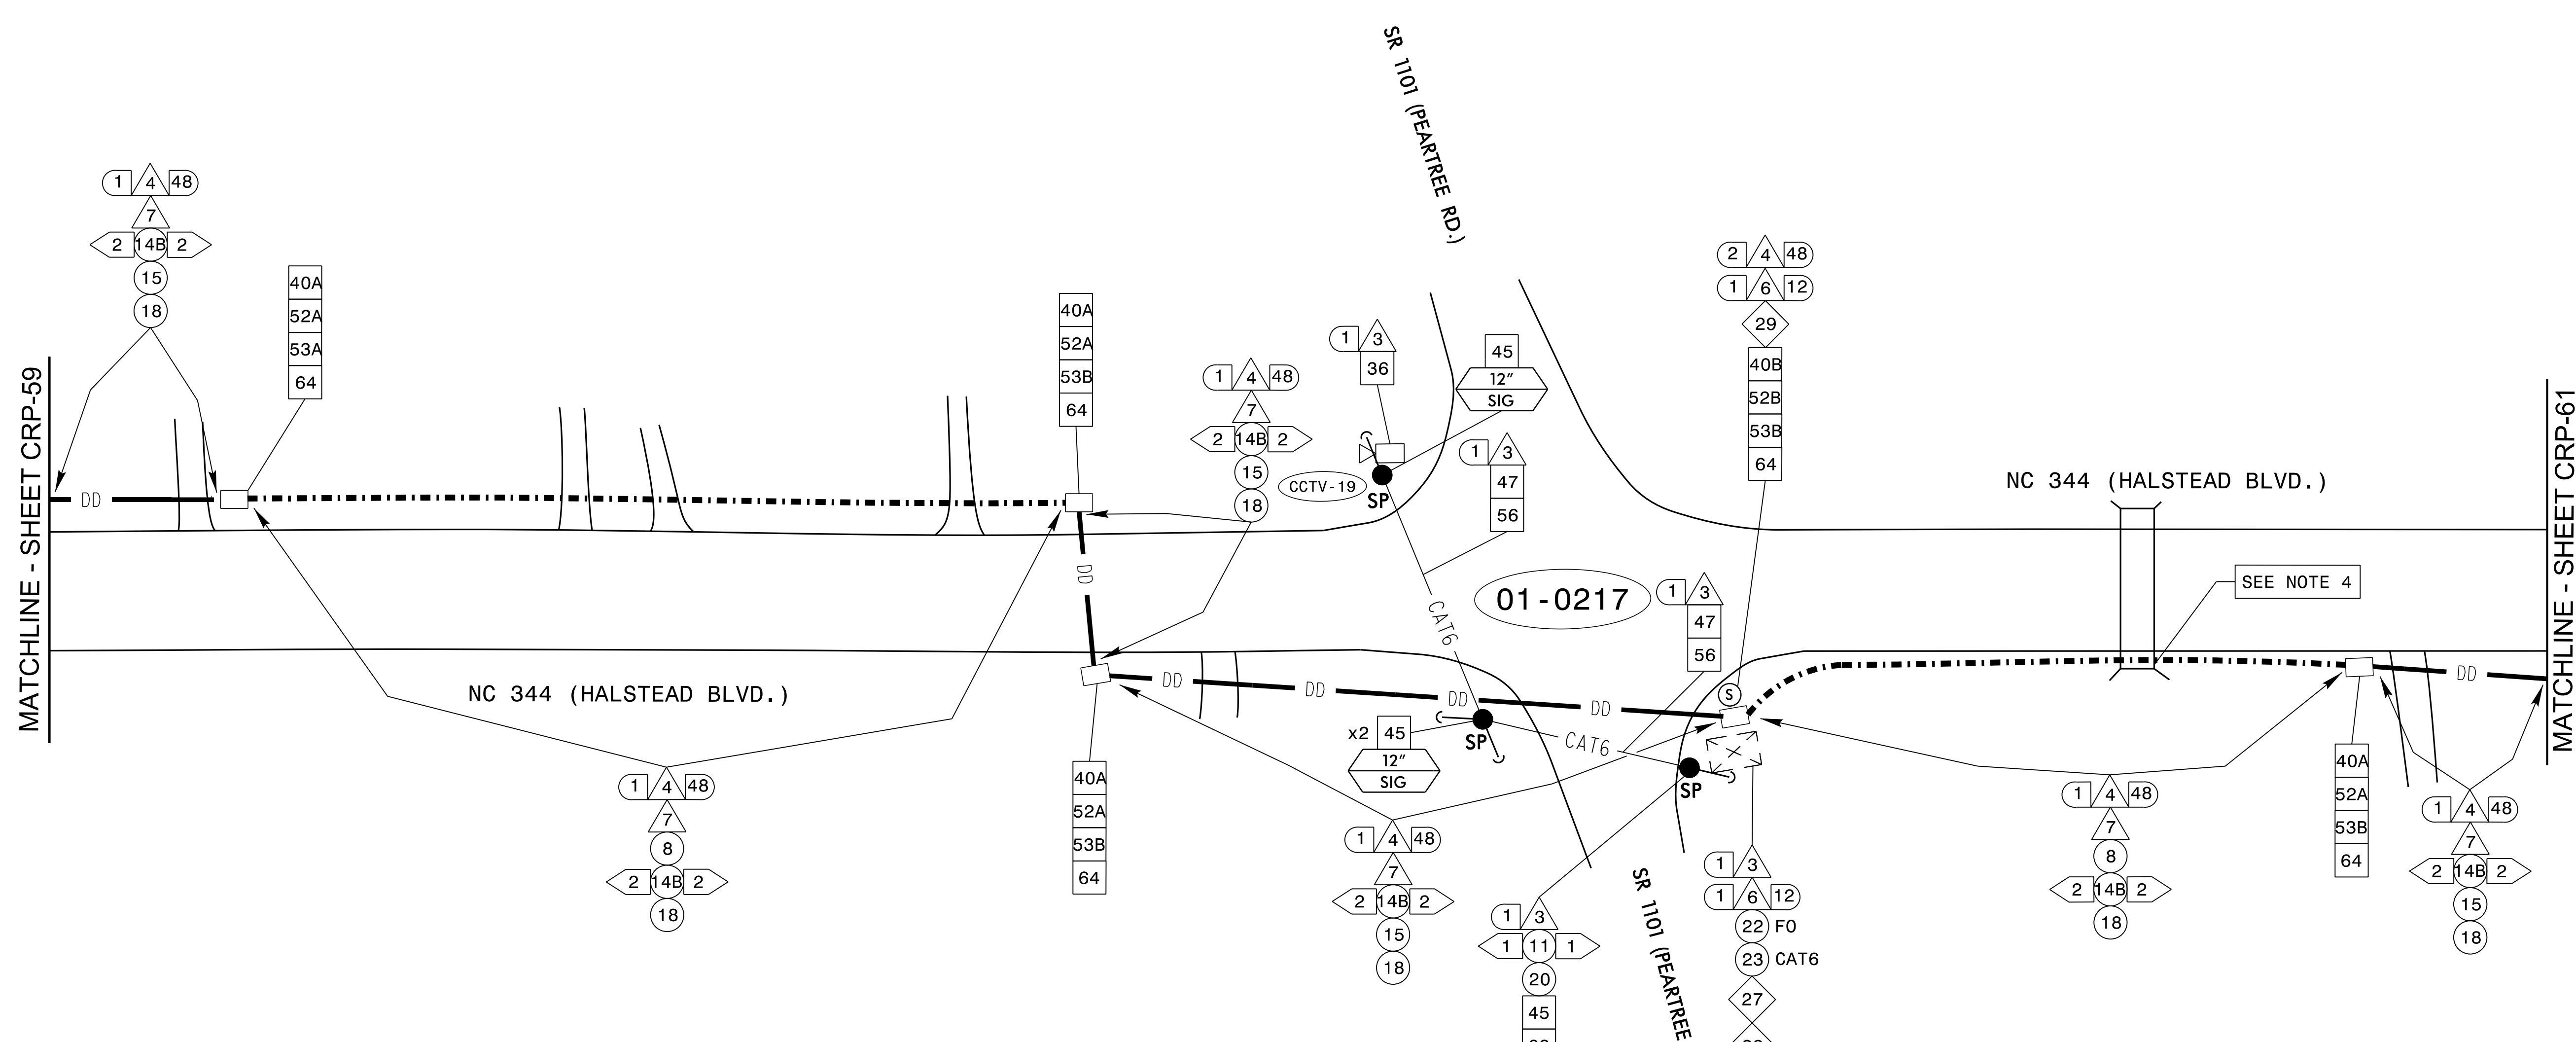 SR 1101 (PEARTREE RD.)
1 4 48
7
2 14B 2
15
18
40A
52A
53A
64
40A
52A
53B
64
1 4 48
7
2 14B 2
15
18
1 3
36
45
12"
SIG
CCTV-19
SP
1 3
47
56
2 4 48
1 6 12
29
40B
52B
53B
64
NC 344 (HALSTEAD BLVD.)
MATCHLINE - SHEET CRP-59
MATCHLINE - SHEET CRP-61
DD
DD
CAT6
01-0217
1 3
47
56
SEE NOTE 4
NC 344 (HALSTEAD BLVD.)
DD
DD
DD
DD
S
DD
x2 45
12"
SIG
SP
CAT6
SP
1 4 48
7
8
2 14B 2
18
40A
52A
53B
64
1 4 48
7
2 14B 2
15
18
1 3
1 11 1
20
45
SR 1101 (PEARTREE
1 3
1 6 12
22 FO
23 CAT6
27
1 4 48
7
8
2 14B 2
18
40A
52A
53B
64
1 4 48
7
2 14B 2
15
18